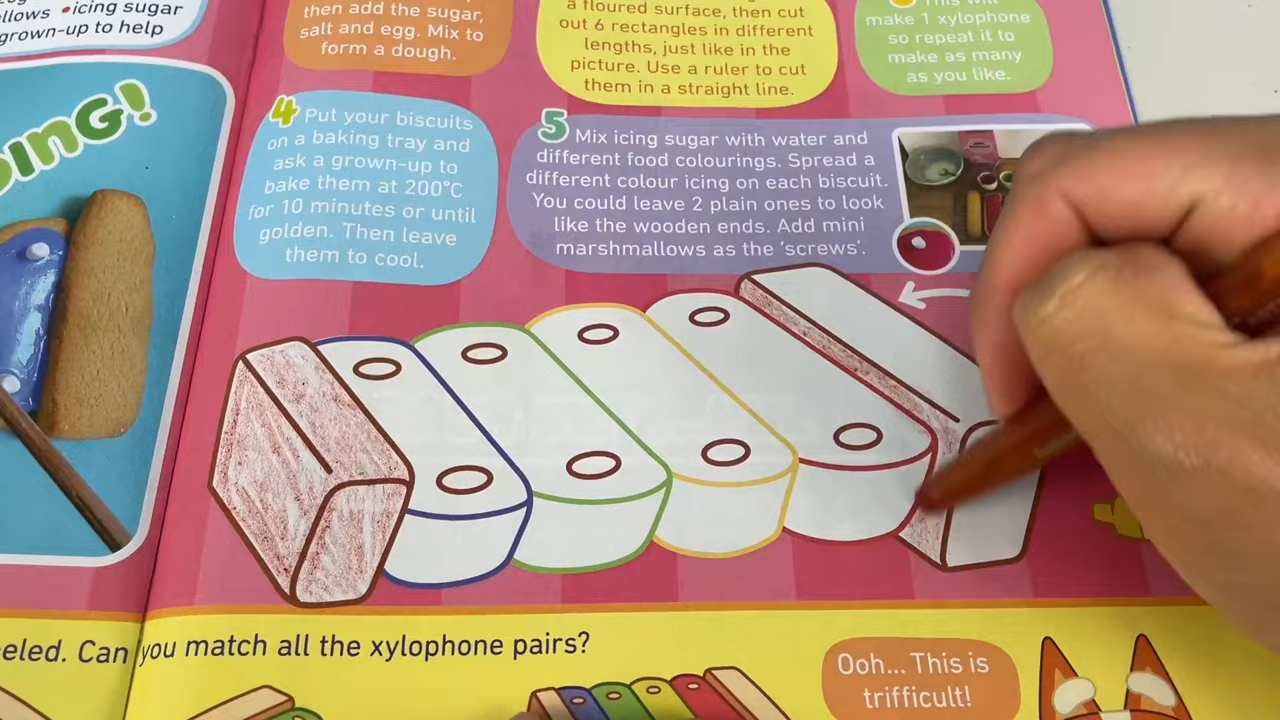 llows •icing sugar
grown-up to help
DING!
then add the sugar,
salt and egg. Mix to
form a dough.
a floured surface, then cut
out 6 rectangles in different
lengths, just like in the
picture. Use a ruler to cut
them in a straight line.
This will
make 1 xylophone
so repeat it to
make as many
as you like.
4 Put your biscuits
on a baking tray and
ask a grown-up to
bake them at 200°C
for 10 minutes or until
golden. Then leave
them to cool.
5 Mix icing sugar with water and
different food colourings. Spread a
different colour icing on each biscuit.
You could leave 2 plain ones to look
like the wooden ends. Add mini
marshmallows as the 'screws'.
eled. Can you match all the xylophone pairs?
Ooh... This is
trifficult!